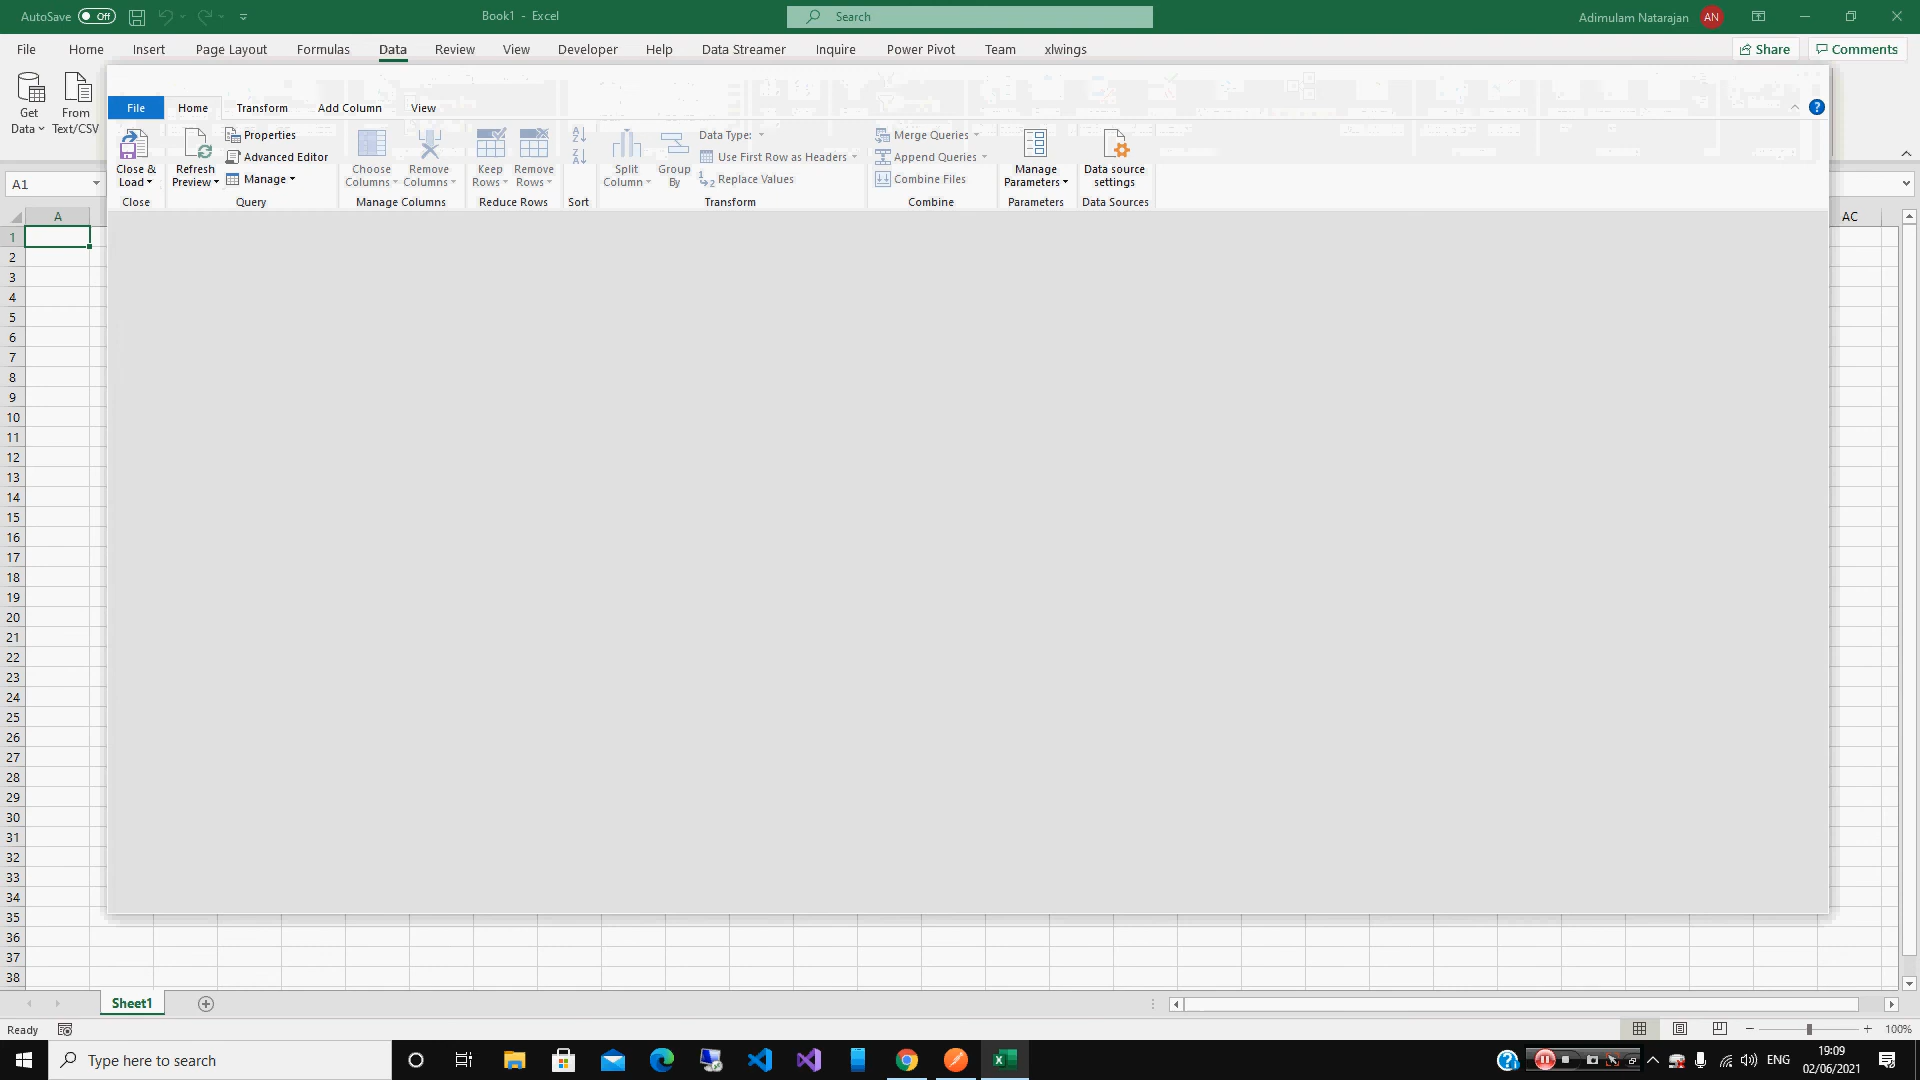 AutoSave Off Book1 - Excel Search Adimulam Natarajan AN
File Home Insert Page Layout Formulas Data Review View Developer Help Data Streamer Inquire Power Pivot Team xlwings Share Comments
Get Data
From Text/CSV
File Home Transform Add Column View ?
Close & Load
Close
Refresh Preview
Properties
Advanced Editor
Manage
Query
Choose Columns
Remove Columns
Manage Columns
Keep Rows
Remove Rows
Reduce Rows
Sort
Split Column
Group By
Data Type:
Use First Row as Headers
Replace Values
Transform
Merge Queries
Append Queries
Combine Files
Combine
Manage Parameters
Parameters
Data source settings
Data Sources
A1
A AC
1
2
3
4
5
6
7
8
9
10
11
12
13
14
15
16
17
18
19
20
21
22
23
24
25
26
27
28
29
30
31
32
33
34
35
36
37
38
Sheet1
Ready 100%
Type here to search ENG 19:09
02/06/2021